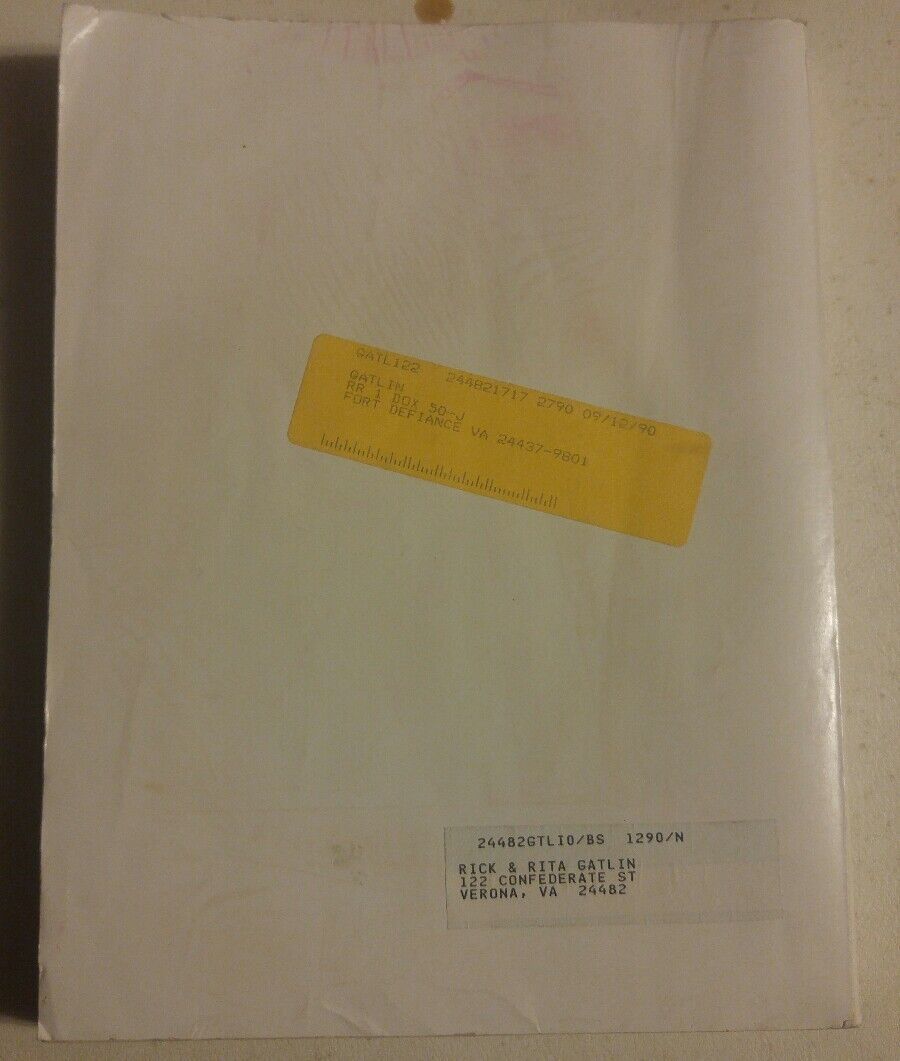 GATL122 244821717 2790 09/12/90
GATLIN
RR 1 BOX 50-J
FORT DEFIANCE VA 24437-9801
24482GTLI0/BS 1290/N
RICK & RITA GATLIN
122 CONFEDERATE ST
VERONA, VA 24482